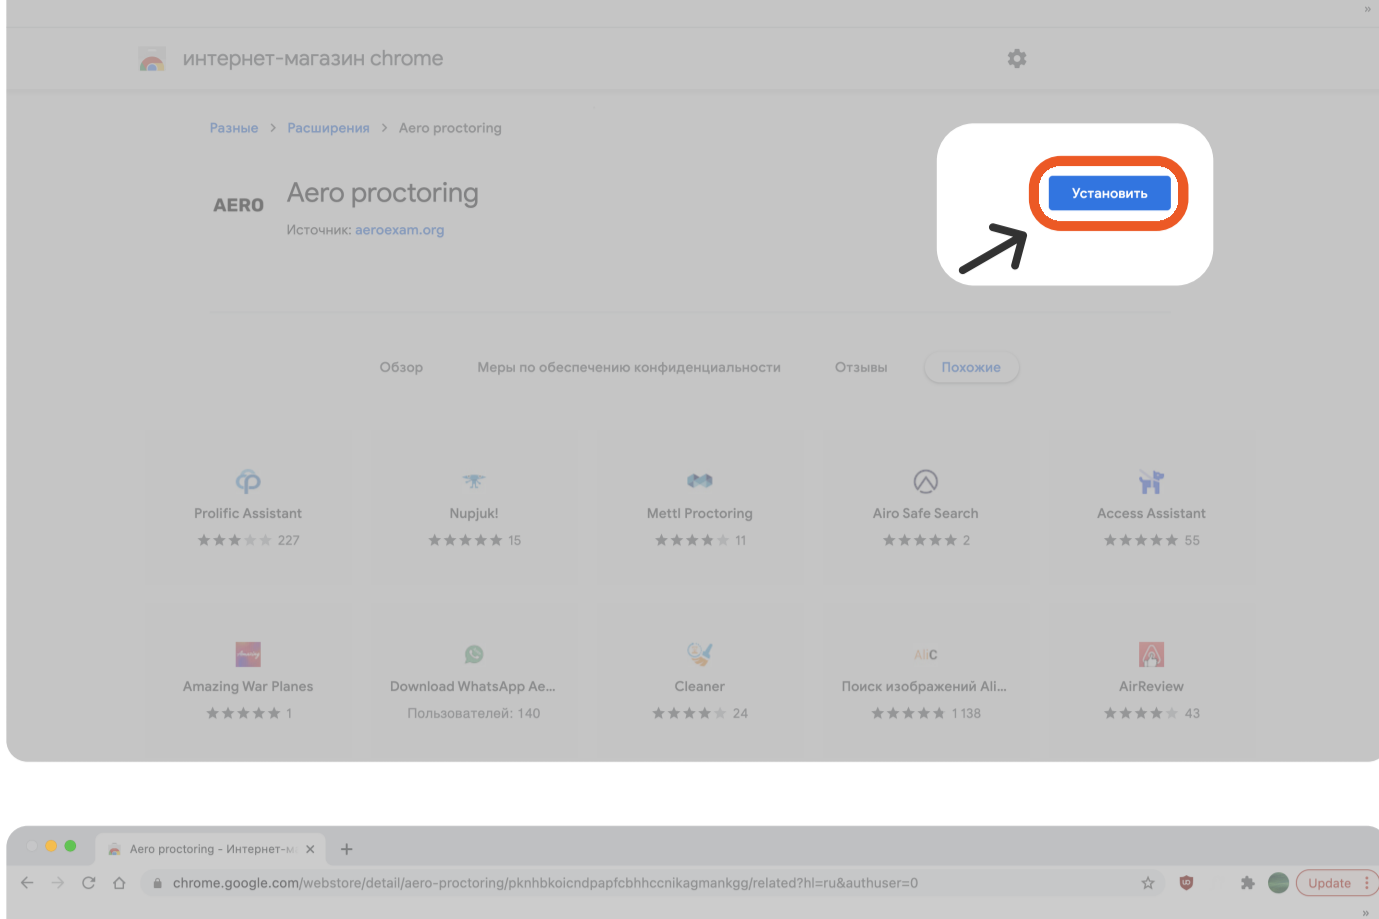 »
интернет-магазин chrome
Разные > Расширения > Aero proctoring
Установить
AERO
Aero proctoring
Источник: aeroexam.org
Обзор Меры по обеспечению конфиденциальности Отзывы Похожие
Prolific Assistant Nupjuk! Mettl Proctoring Airo Safe Search Access Assistant
227 15 11 2 55
Amazing
AliC
Amazing War Planes Download WhatsApp Ae... Cleaner Поиск изображений Ali... AirReview
1 Пользователей: 140 24 1 138 43
Aero proctoring - Интернет-м
chrome.google.com/webstore/detail/aero-proctoring/pknhbkoicndpapfcbhhccnikagmankgg/related?hl=ru&authuser=0 Update
»